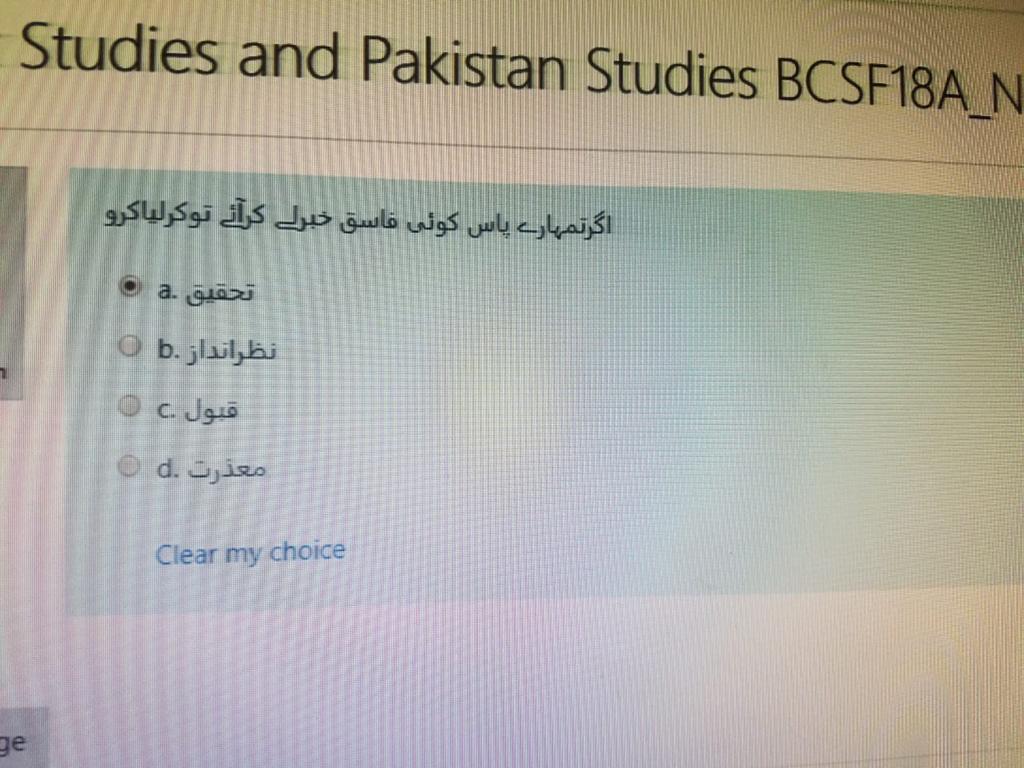 Studies and Pakistan Studies BCSF18A_N
اگرتمہارے پاس کوئی فاسق خبرلے کرآئے توکرلیاکرو
a. تحقیق
b. نظرانداز
c. قبول
d. معذرت
Clear my choice
ge